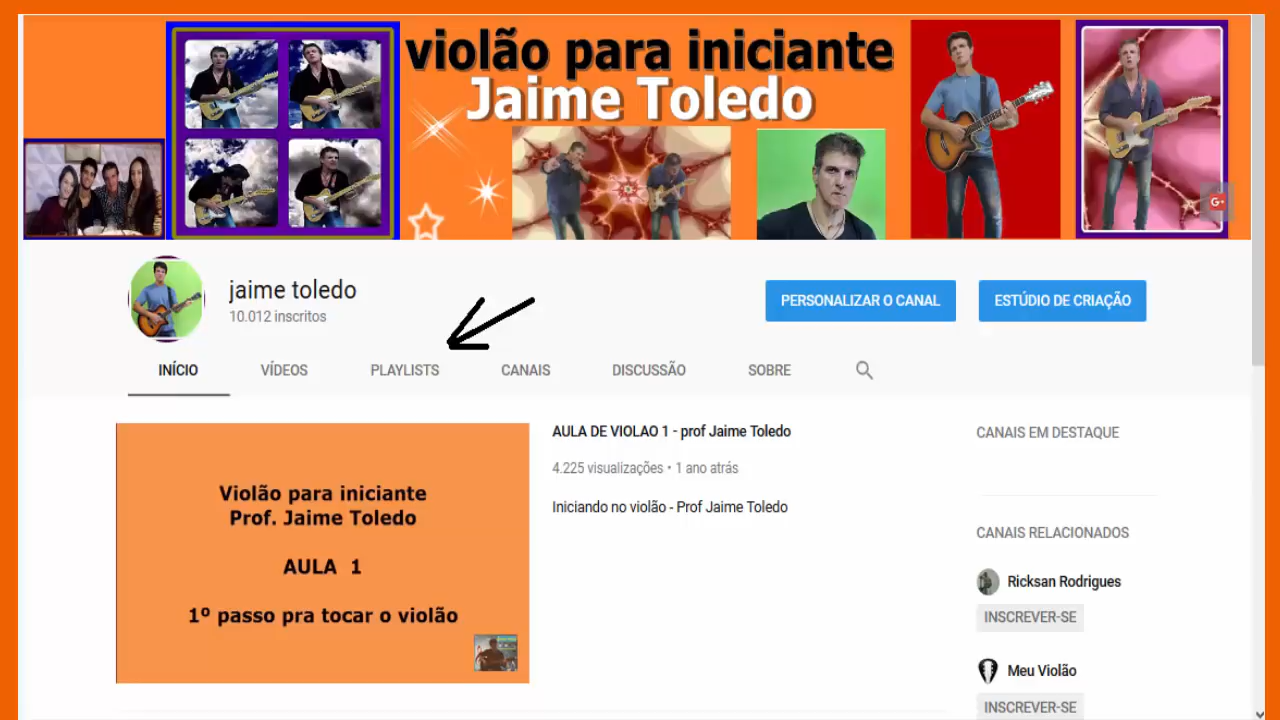 violão para iniciante
Jaime Toledo
G+
jaime toledo
10.012 inscritos
PERSONALIZAR O CANAL
ESTÚDIO DE CRIAÇÃO
INÍCIO VÍDEOS PLAYLISTS CANAIS DISCUSSÃO SOBRE
Violão para iniciante
Prof. Jaime Toledo
AULA 1
1º passo pra tocar o violão
AULA DE VIOLAO 1 - prof Jaime Toledo
4.225 visualizações • 1 ano atrás
Iniciando no violão - Prof Jaime Toledo
CANAIS EM DESTAQUE
CANAIS RELACIONADOS
Ricksan Rodrigues
INSCREVER-SE
Meu Violão
INSCREVER-SE